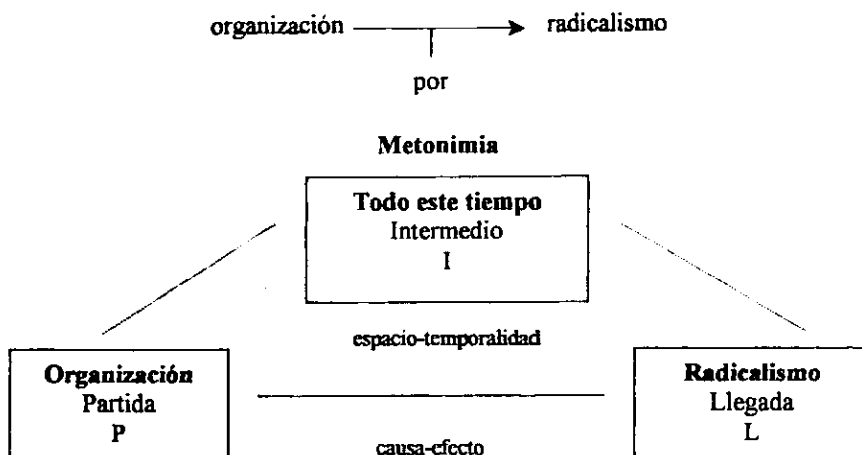 organización radicalismo
por
Metonimia
Todo este tiempo
Intermedio
I
espacio-temporalidad
Organización
Partida
P
Radicalismo
Llegada
L
causa-efecto